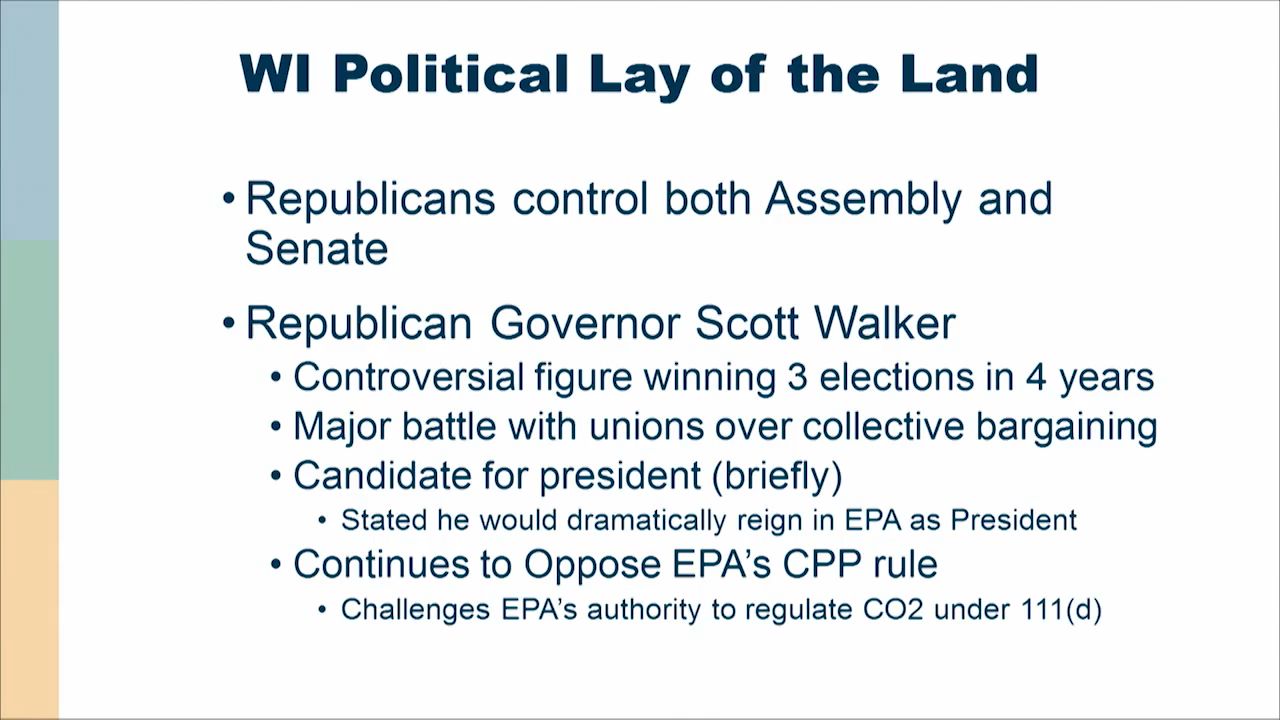 WI Political Lay of the Land
• Republicans control both Assembly and
Senate
• Republican Governor Scott Walker
• Controversial figure winning 3 elections in 4 years
• Major battle with unions over collective bargaining
• Candidate for president (briefly)
• Stated he would dramatically reign in EPA as President
• Continues to Oppose EPA’s CPP rule
• Challenges EPA’s authority to regulate CO2 under 111(d)